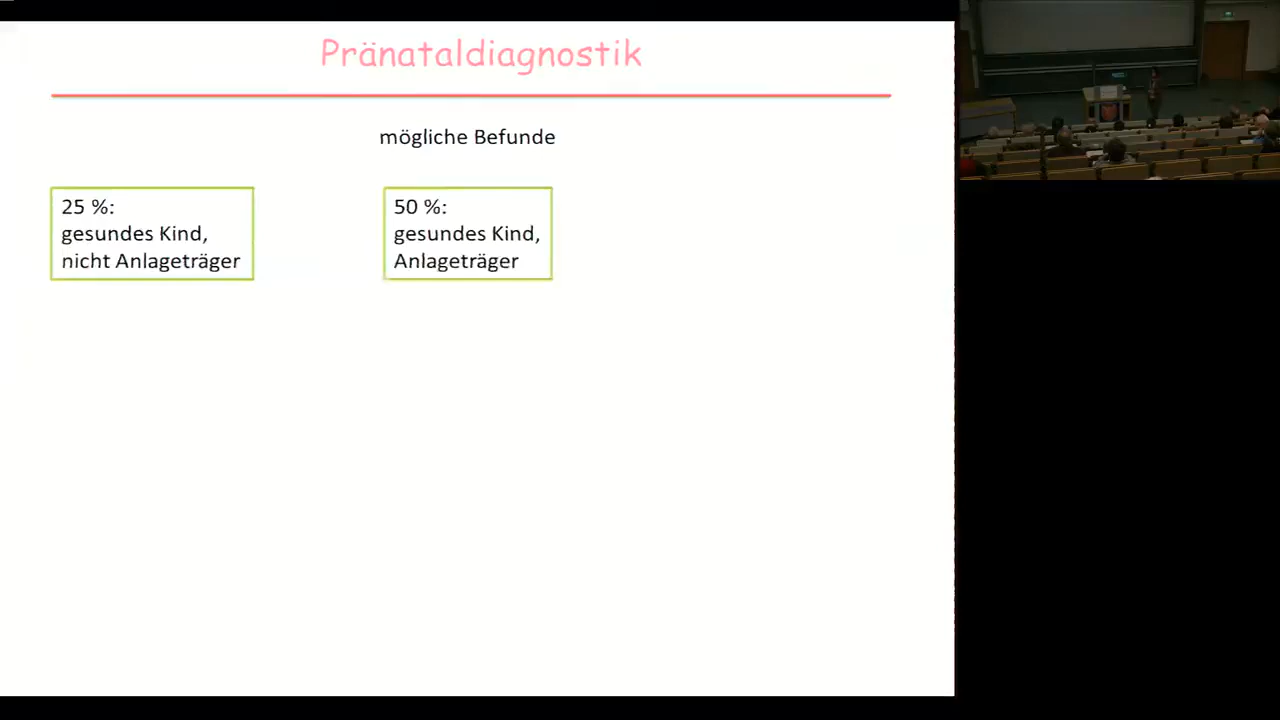 Pränataldiagnostik
mögliche Befunde
25 %:
gesundes Kind,
nicht Anlageträger
50 %:
gesundes Kind,
Anlageträger